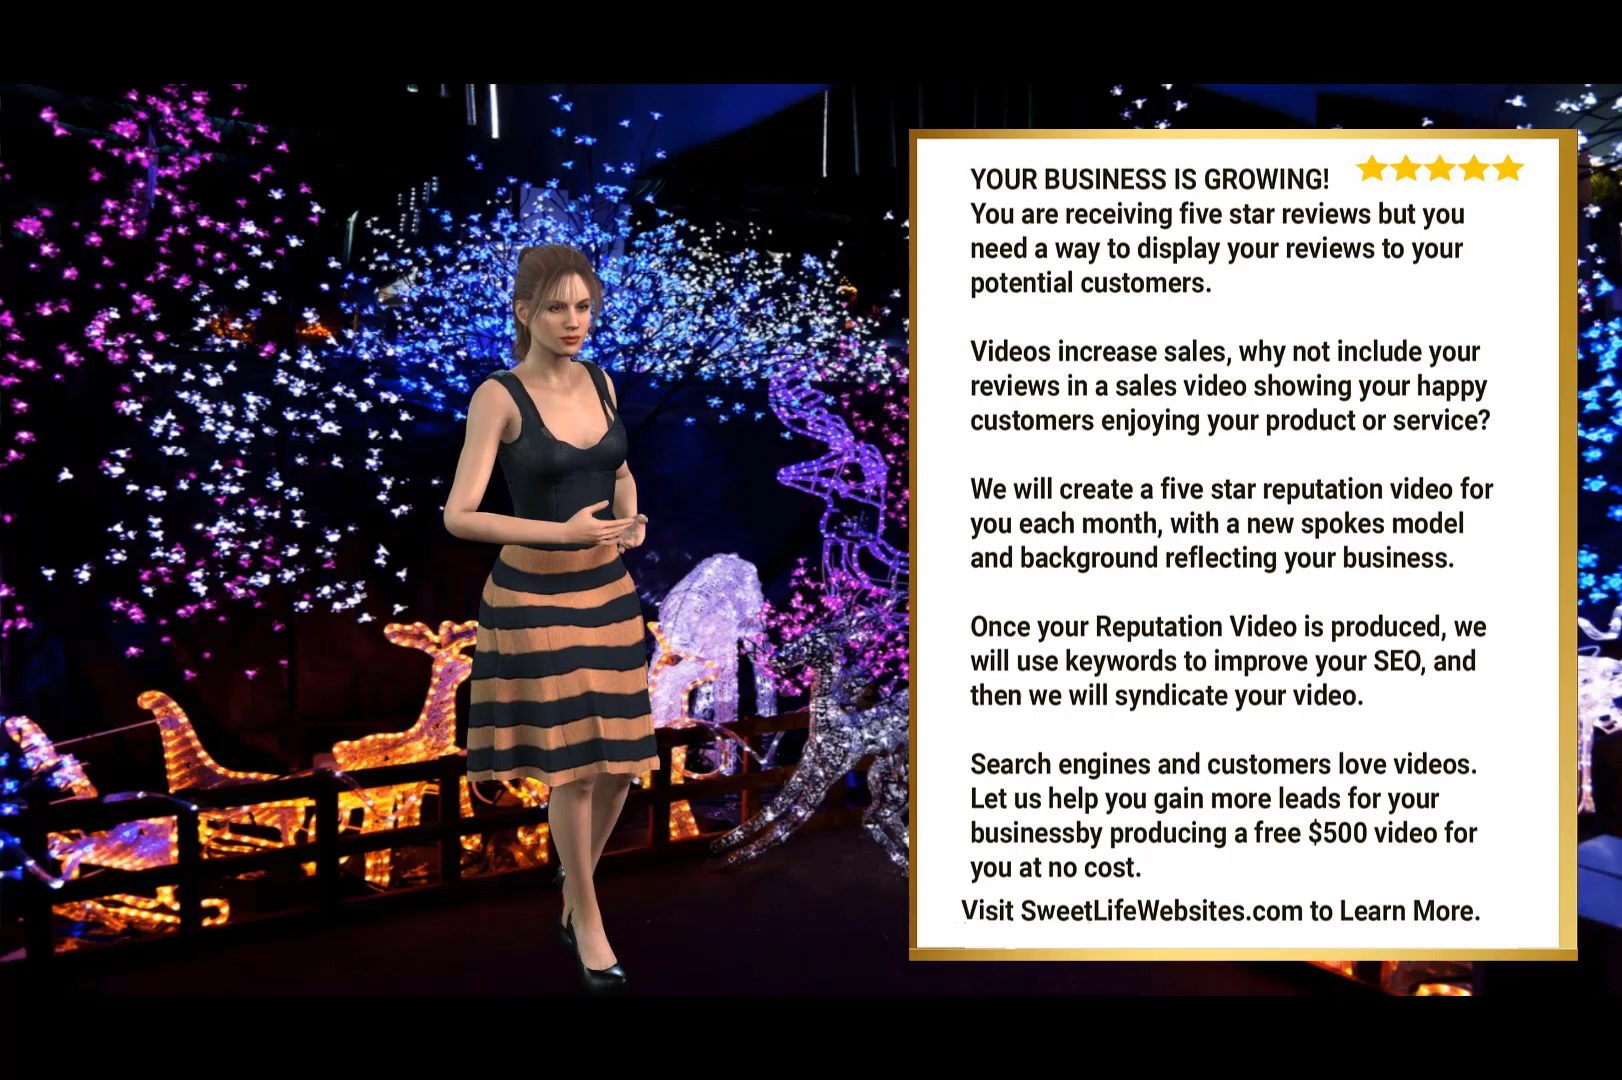 YOUR BUSINESS IS GROWING!
You are receiving five star reviews but you
need a way to display your reviews to your
potential customers.
Videos increase sales, why not include your
reviews in a sales video showing your happy
customers enjoying your product or service?
We will create a five star reputation video for
you each month, with a new spokes model
and background reflecting your business.
Once your Reputation Video is produced, we
will use keywords to improve your SEO, and
then we will syndicate your video.
Search engines and customers love videos.
Let us help you gain more leads for your
businessby producing a free $500 video for
you at no cost.
Visit SweetLifeWebsites.com to Learn More.